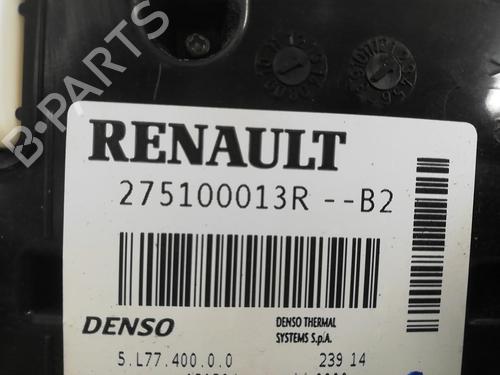 RENAULT
275100013R --B2
DENSO
DENSO THERMAL
SYSTEMS S.p.A.
5.L77.400.0.0
239 14
B-PARTS